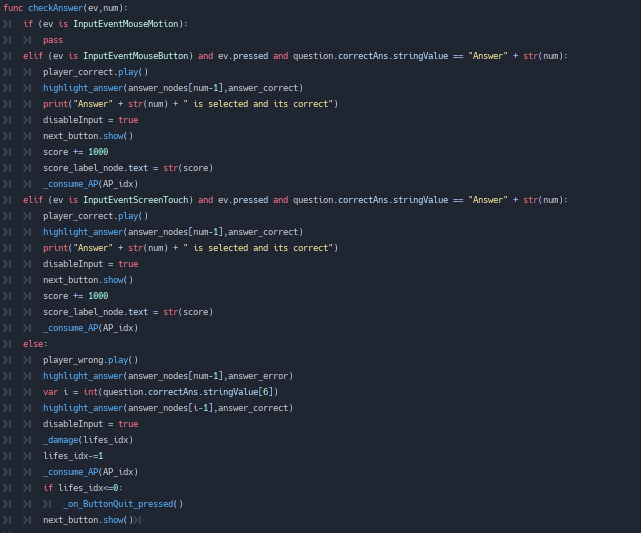 func checkAnswer(ev,num):
if (ev is InputEventMouseMotion):
pass
elif (ev is InputEventMouseButton) and ev.pressed and question.correctAns.stringValue == "Answer" + str(num):
player_correct.play()
highlight_answer(answer_nodes[num-1],answer_correct)
print("Answer" + str(num) + " is selected and its correct")
disableInput = true
next_button.show()
score += 1000
score_label_node.text = str(score)
_consume_AP(AP_idx)
elif (ev is InputEventScreenTouch) and ev.pressed and question.correctAns.stringValue == "Answer" + str(num):
player_correct.play()
highlight_answer(answer_nodes[num-1],answer_correct)
print("Answer" + str(num) + " is selected and its correct")
disableInput = true
next_button.show()
score += 1000
score_label_node.text = str(score)
_consume_AP(AP_idx)
else:
player_wrong.play()
highlight_answer(answer_nodes[num-1],answer_error)
var i = int(question.correctAns.stringValue[6])
highlight_answer(answer_nodes[i-1],answer_correct)
disableInput = true
_damage(lifes_idx)
lifes_idx-=1
_consume_AP(AP_idx)
if lifes_idx<=0:
_on_ButtonQuit_pressed()
next_button.show()